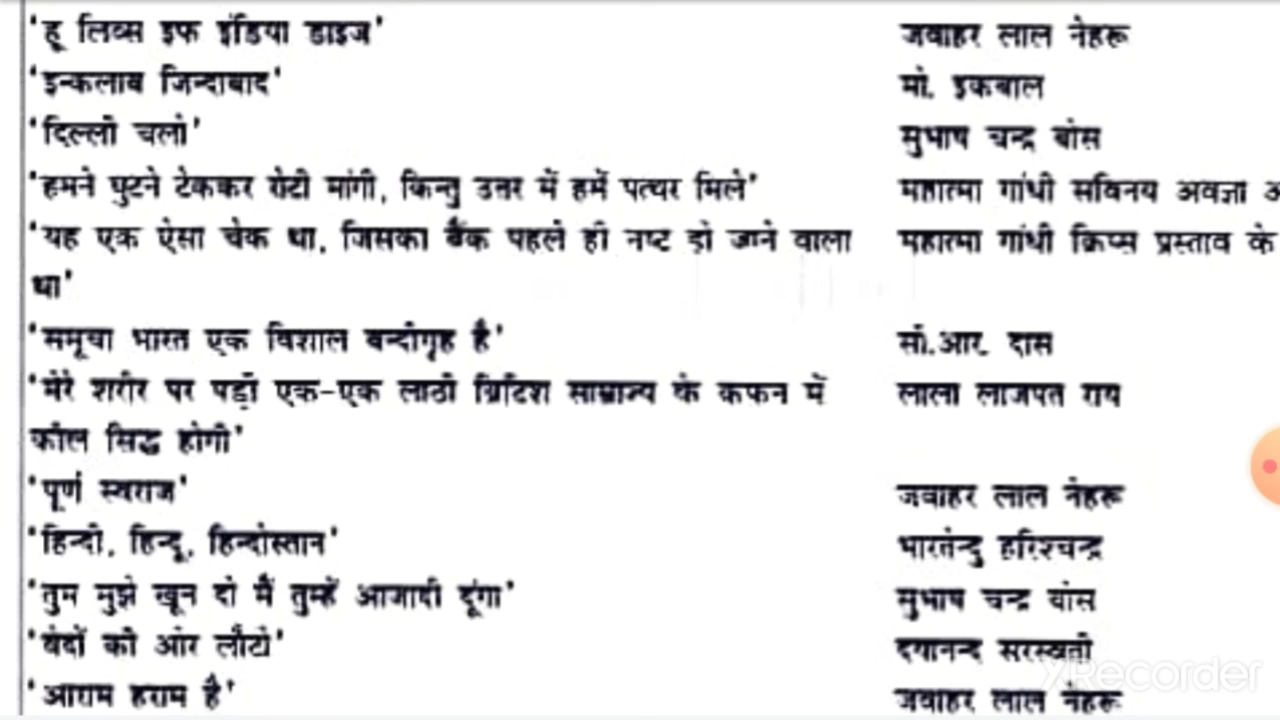 'हू लिव्स इफ इंडिया डाइज' जवाहर लाल नेहरू
'इन्कलाब जिन्दाबाद' मो. इकबाल
'दिल्ली चलो' सुभाष चन्द्र बोस
'हमने घुटने टेककर रोटी मांगी, किन्तु उत्तर में हमें पत्थर मिले' महात्मा गांधी सविनय अवज्ञा
'यह एक ऐसा चेक था, जिसका बैंक पहले ही नष्ट हो जाने वाला महात्मा गांधी क्रिप्स प्रस्ताव के
था'
'समूचा भारत एक विशाल बन्दीगृह है' सी.आर. दास
'मेरे शरीर पर पड़ी एक-एक लाठी ब्रिटिश साम्राज्य के कफन में लाला लाजपत राय
कील सिद्ध होगी'
'पूर्ण स्वराज' जवाहर लाल नेहरू
'हिन्दी, हिन्दू, हिन्दोस्तान' भारतेन्दु हरिश्चन्द्र
'तुम मुझे खून दो मैं तुम्हें आजादी दूंगा' सुभाष चन्द्र बोस
'वेदों की ओर लौटो' दयानन्द सरस्वती
'आराम हराम है' जवाहर लाल नेहरू
XRecorder